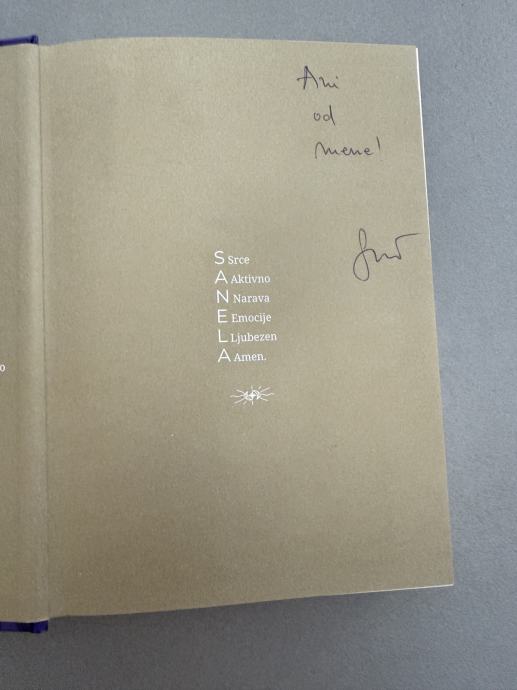 Ani
od
mene!
S Srce
A Aktivno
N Narava
E Emocije
L Ljubezen
A Amen.
o